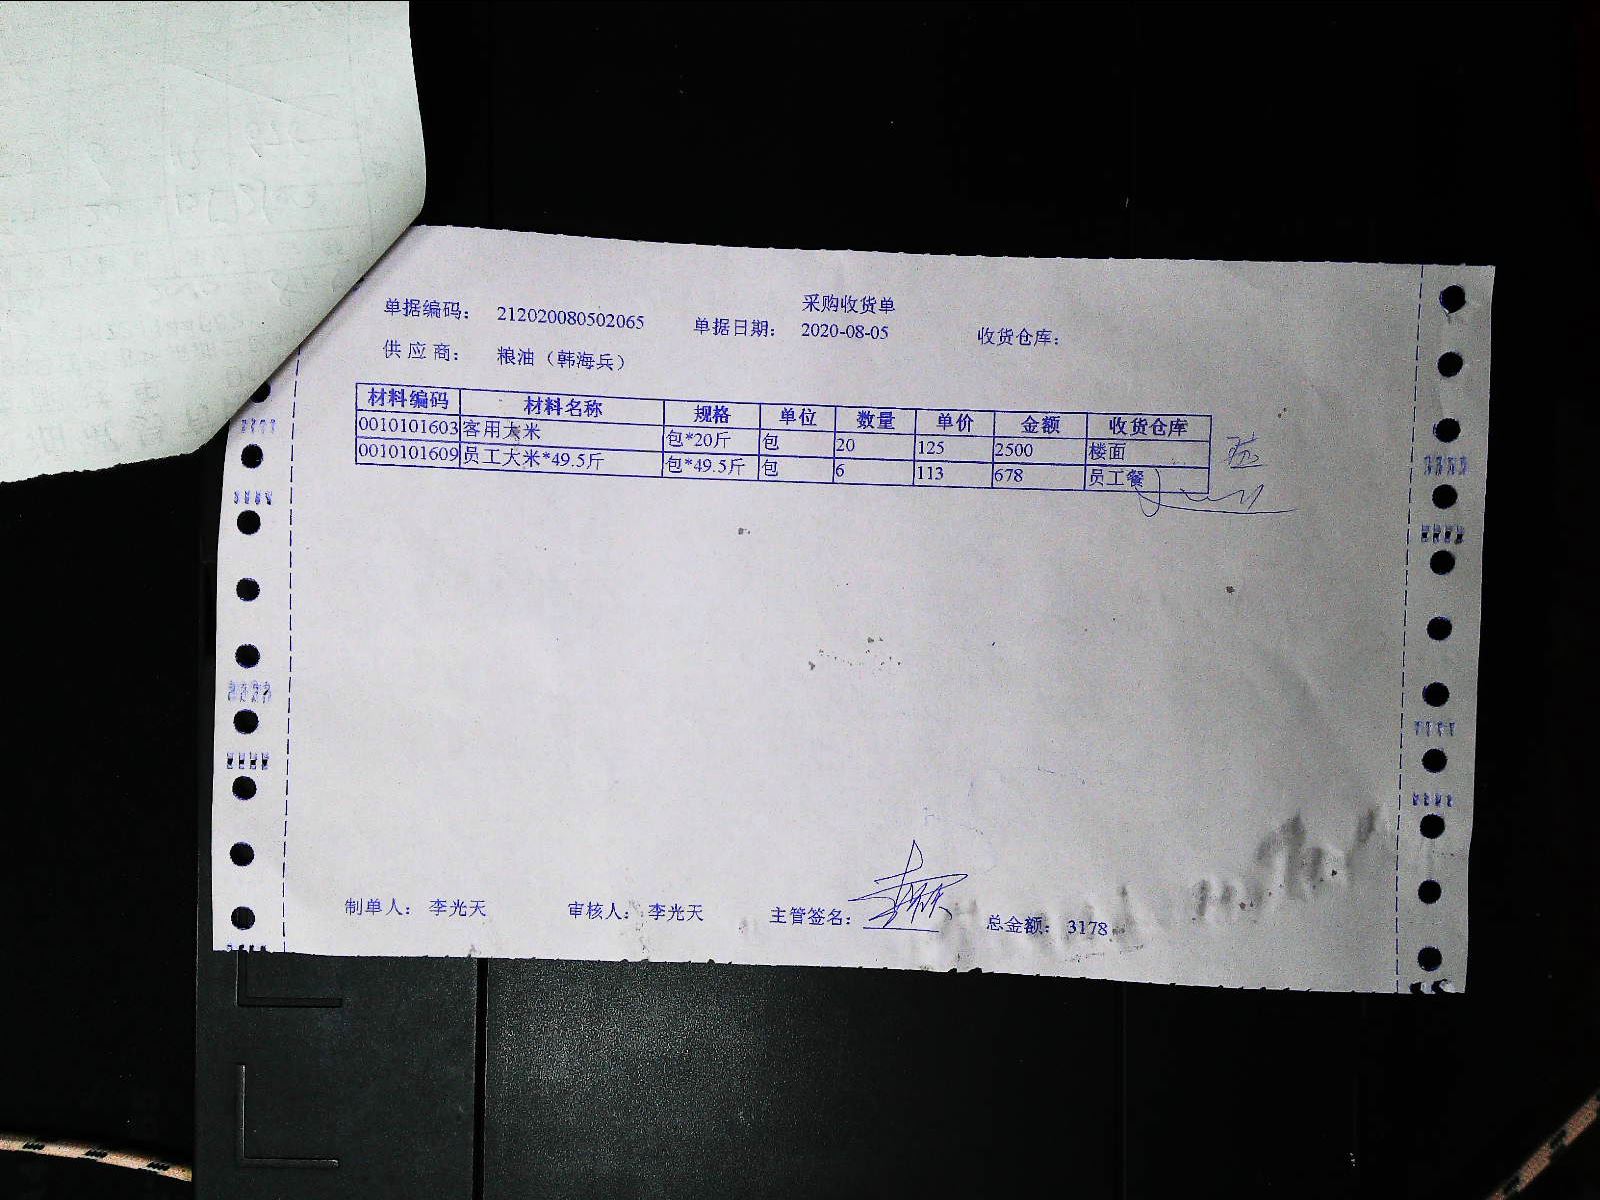 采购收货单
单据编码： 212020080502065 单据日期： 2020-08-05 收货仓库：
供 应 商： 粮油（韩海兵）
材料编码 材料名称 规格 单位 数量 单价 金额 收货仓库
0010101603 客用大米 包*20斤 包 20 125 2500 楼面
0010101609 员工大米*49.5斤 包*49.5斤 包 6 113 678 员工餐
制单人： 李光天 审核人： 李光天 主管签名： 总金额： 3178